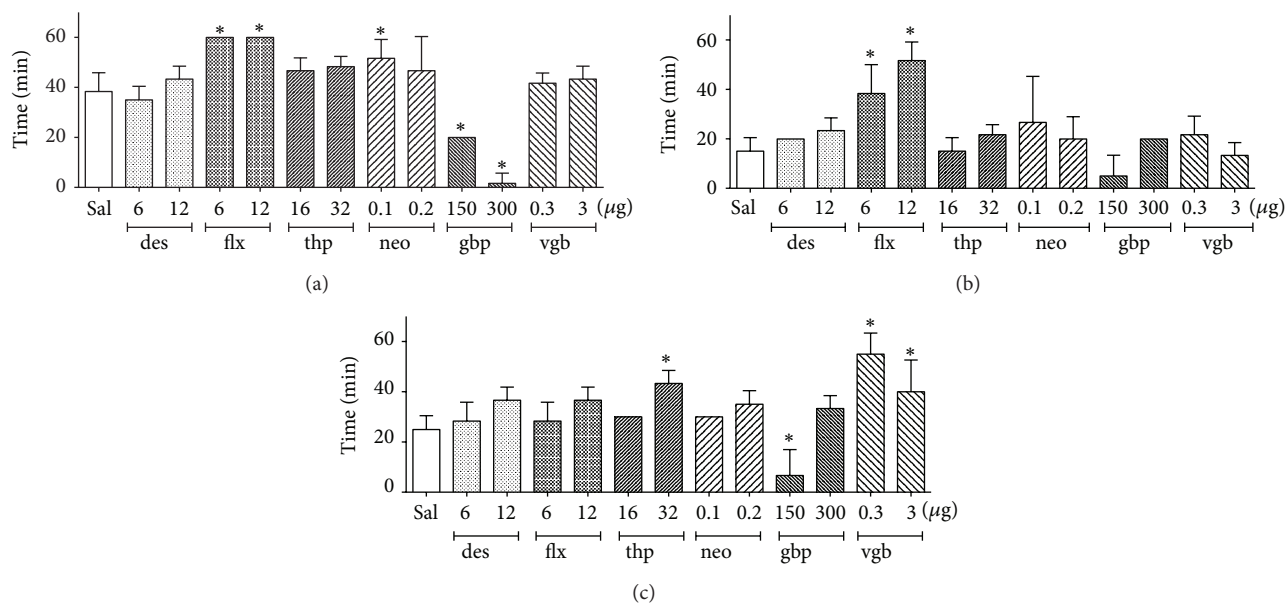 Time (min)
60
40
20
0
* * * * *
Sal 6 12 6 12 16 32 0.1 0.2 150 300 0.3 3 (μg)
des flx thp neo gbp vgb
(a)
Time (min)
60
40
20
0
* *
Sal 6 12 6 12 16 32 0.1 0.2 150 300 0.3 3 (μg)
des flx thp neo gbp vgb
(b)
Time (min)
60
40
20
0
* * * *
Sal 6 12 6 12 16 32 0.1 0.2 150 300 0.3 3 (μg)
des flx thp neo gbp vgb
(c)